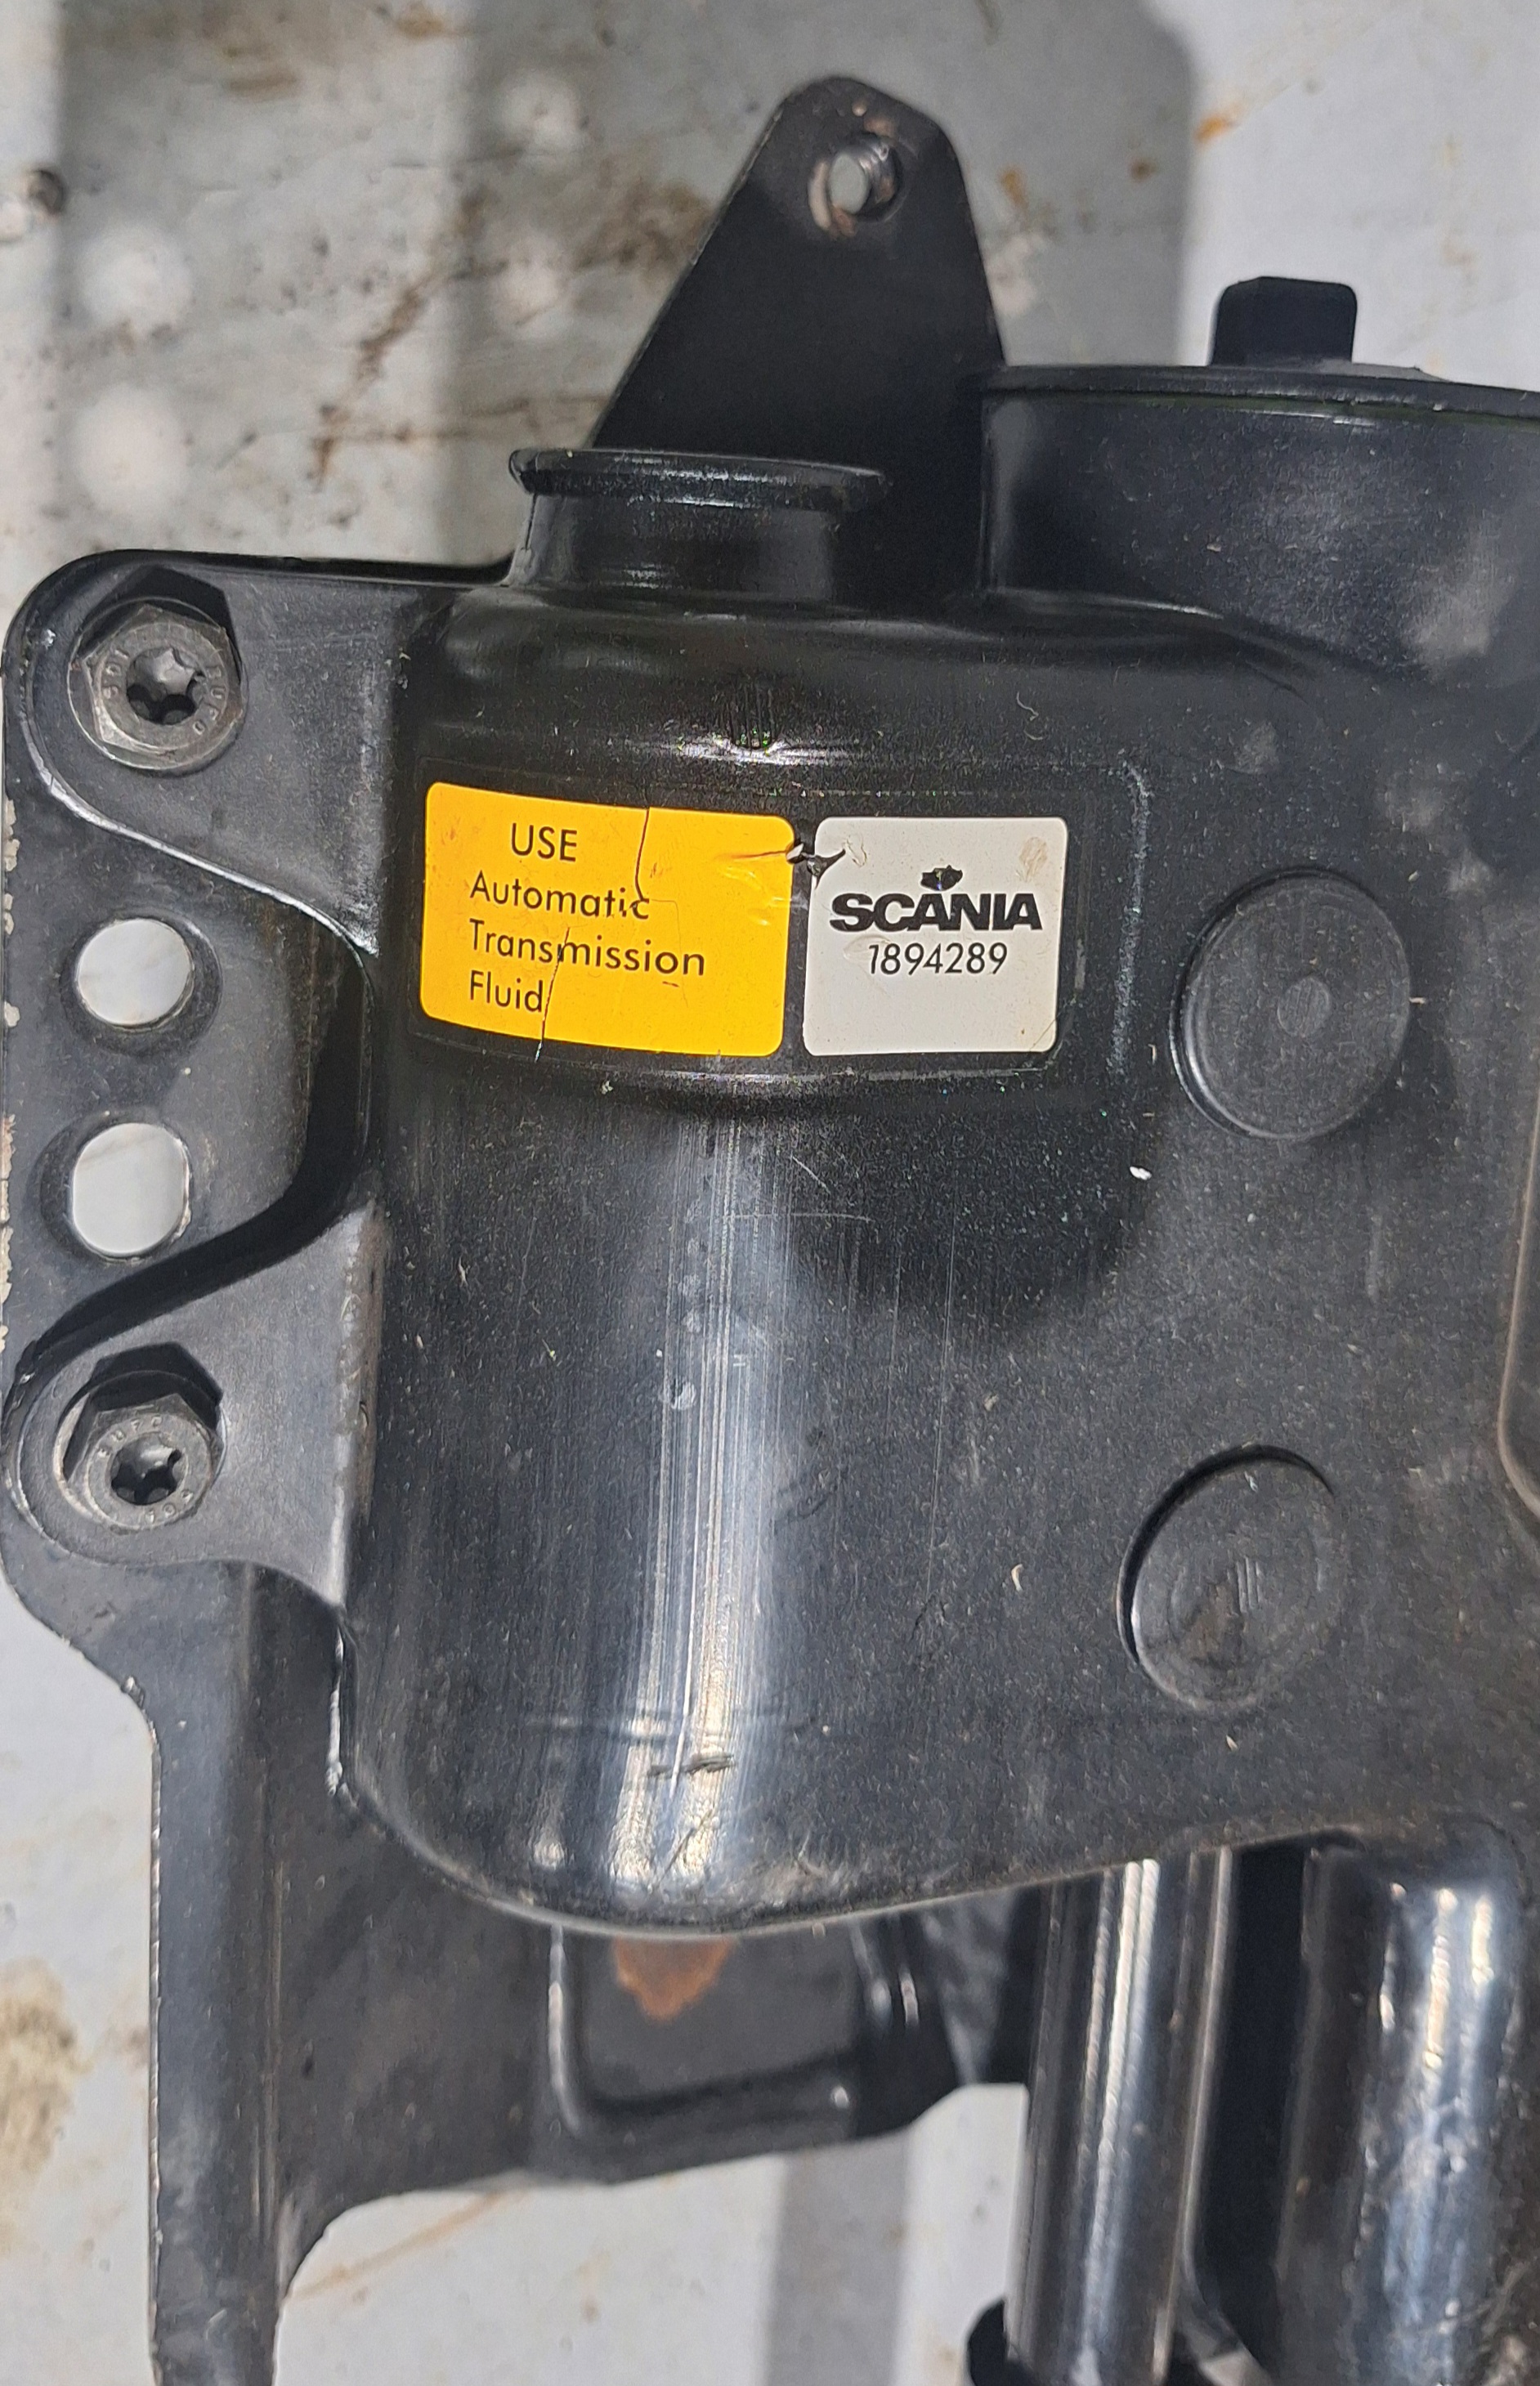 USE
Automatic
Transmission
Fluid
SCANIA
1894289